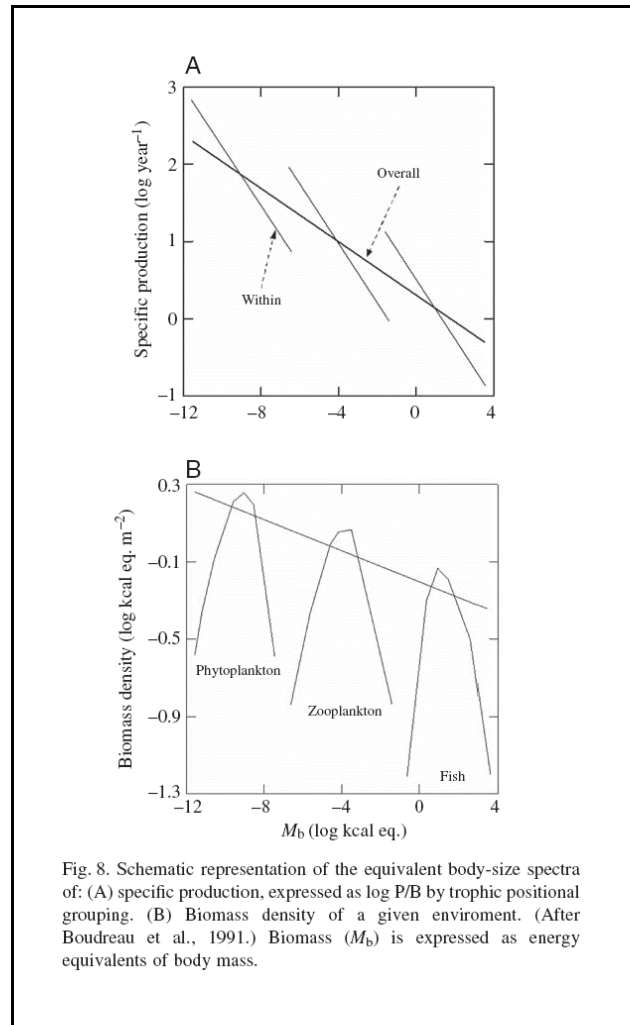 A
3
2
1
0
−1
Specific production (log year⁻¹)
Overall
Within
−12
−8
−4
0
4
B
0.3
−0.1
−0.5
−0.9
−1.3
Biomass density (log kcal eq. m⁻²)
Phytoplankton
Zooplankton
Fish
−12
−8
−4
0
4
M_b (log kcal eq.)
Fig. 8. Schematic representation of the equivalent body-size spectra
of: (A) specific production, expressed as log P/B by trophic positional
grouping. (B) Biomass density of a given enviroment. (After
Boudreau et al., 1991.) Biomass (M_b) is expressed as energy
equivalents of body mass.